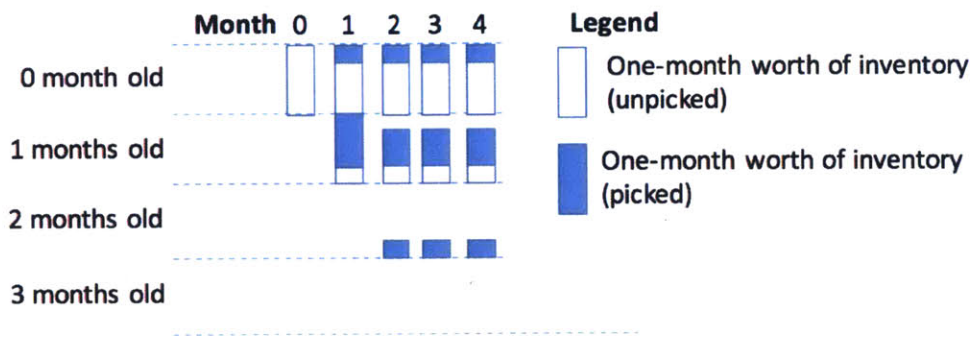 Month 0 1 2 3 4
Legend
0 month old
One-month worth of inventory
(unpicked)
1 months old
One-month worth of inventory
(picked)
2 months old
3 months old